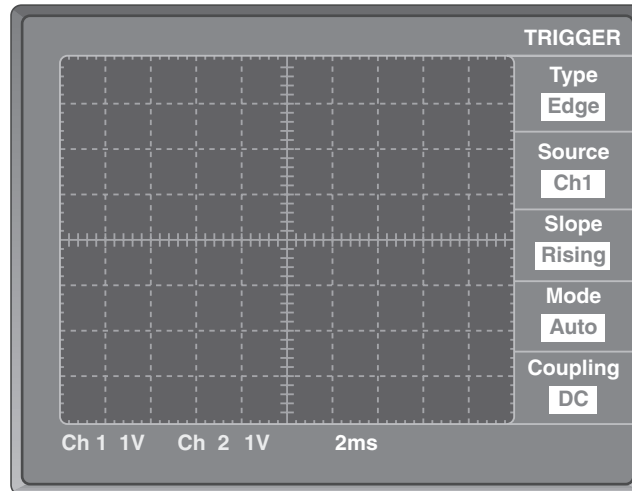 TRIGGER
Type
Edge
Source
Ch1
Slope
Rising
Mode
Auto
Coupling
DC
Ch 1 1V Ch 2 1V 2ms